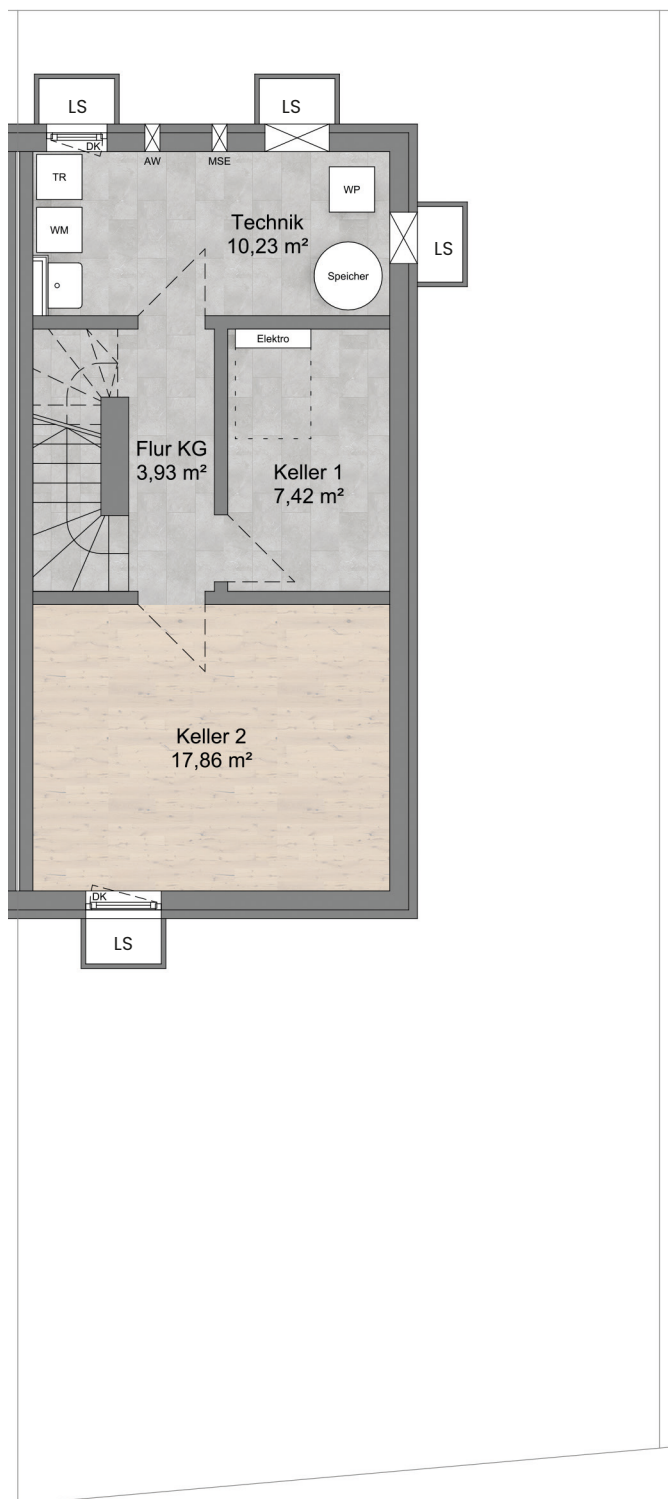 LS
LS
DK
AW
MSE
TR
WP
WM
Technik
10,23 m²
LS
Speicher
Elektro
Flur KG
3,93 m²
Keller 1
7,42 m²
Keller 2
17,86 m²
DK
LS